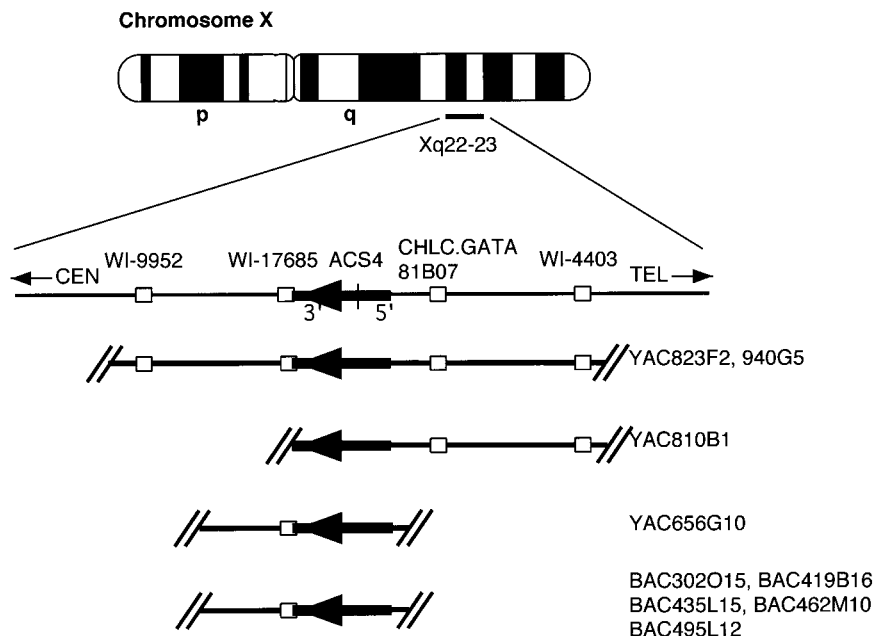 Chromosome X
p
q
Xq22-23
WI-9952
WI-17685
ACS4
CHLC.GATA
81B07
WI-4403
CEN
TEL
3'
5'
YAC823F2, 940G5
YAC810B1
YAC656G10
BAC302O15, BAC419B16
BAC435L15, BAC462M10
BAC495L12